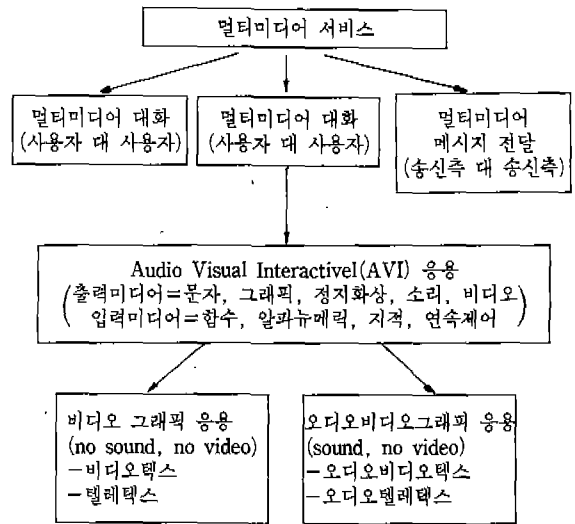 멀티미디어 서비스
멀티미디어 대화
(사용자 대 사용자)
멀티미디어 대화
(사용자 대 사용자)
멀티미디어
메시지 전달
(송신측 대 송신측)
Audio Visual Interactivel(AVI) 응용
(출력미디어=문자, 그래픽, 정지화상, 소리, 비디오
입력미디어=함수, 알파뉴메릭, 지적, 연속제어)
비디오 그래픽 응용
(no sound, no video)
-비디오텍스
-텔레텍스
오디오비디오그래픽 응용
(sound, no video)
-오디오비디오텍스
-오디오텔레택스